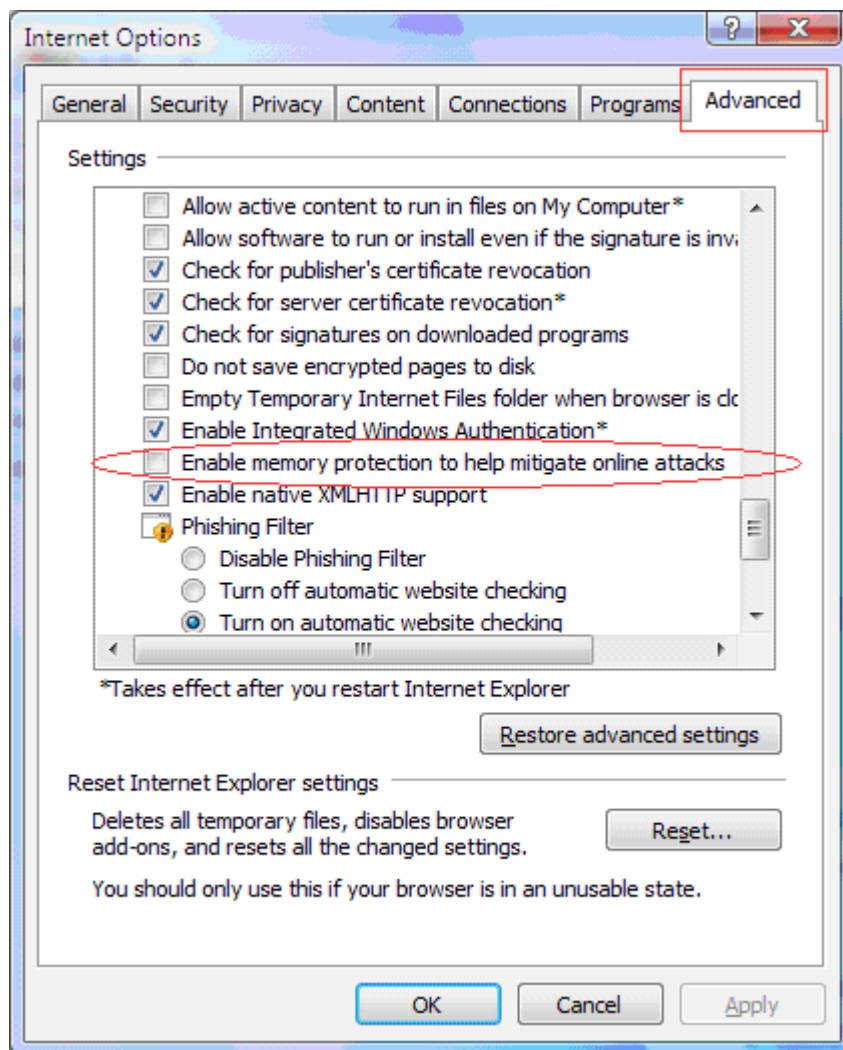 Internet Options
General Security Privacy Content Connections Programs Advanced
Settings
Allow active content to run in files on My Computer*
Allow software to run or install even if the signature is inva
Check for publisher's certificate revocation
Check for server certificate revocation*
Check for signatures on downloaded programs
Do not save encrypted pages to disk
Empty Temporary Internet Files folder when browser is clo
Enable Integrated Windows Authentication*
Enable memory protection to help mitigate online attacks
Enable native XMLHTTP support
Phishing Filter
Disable Phishing Filter
Turn off automatic website checking
Turn on automatic website checking
*Takes effect after you restart Internet Explorer
Restore advanced settings
Reset Internet Explorer settings
Deletes all temporary files, disables browser
add-ons, and resets all the changed settings.
Reset...
You should only use this if your browser is in an unusable state.
OK Cancel Apply